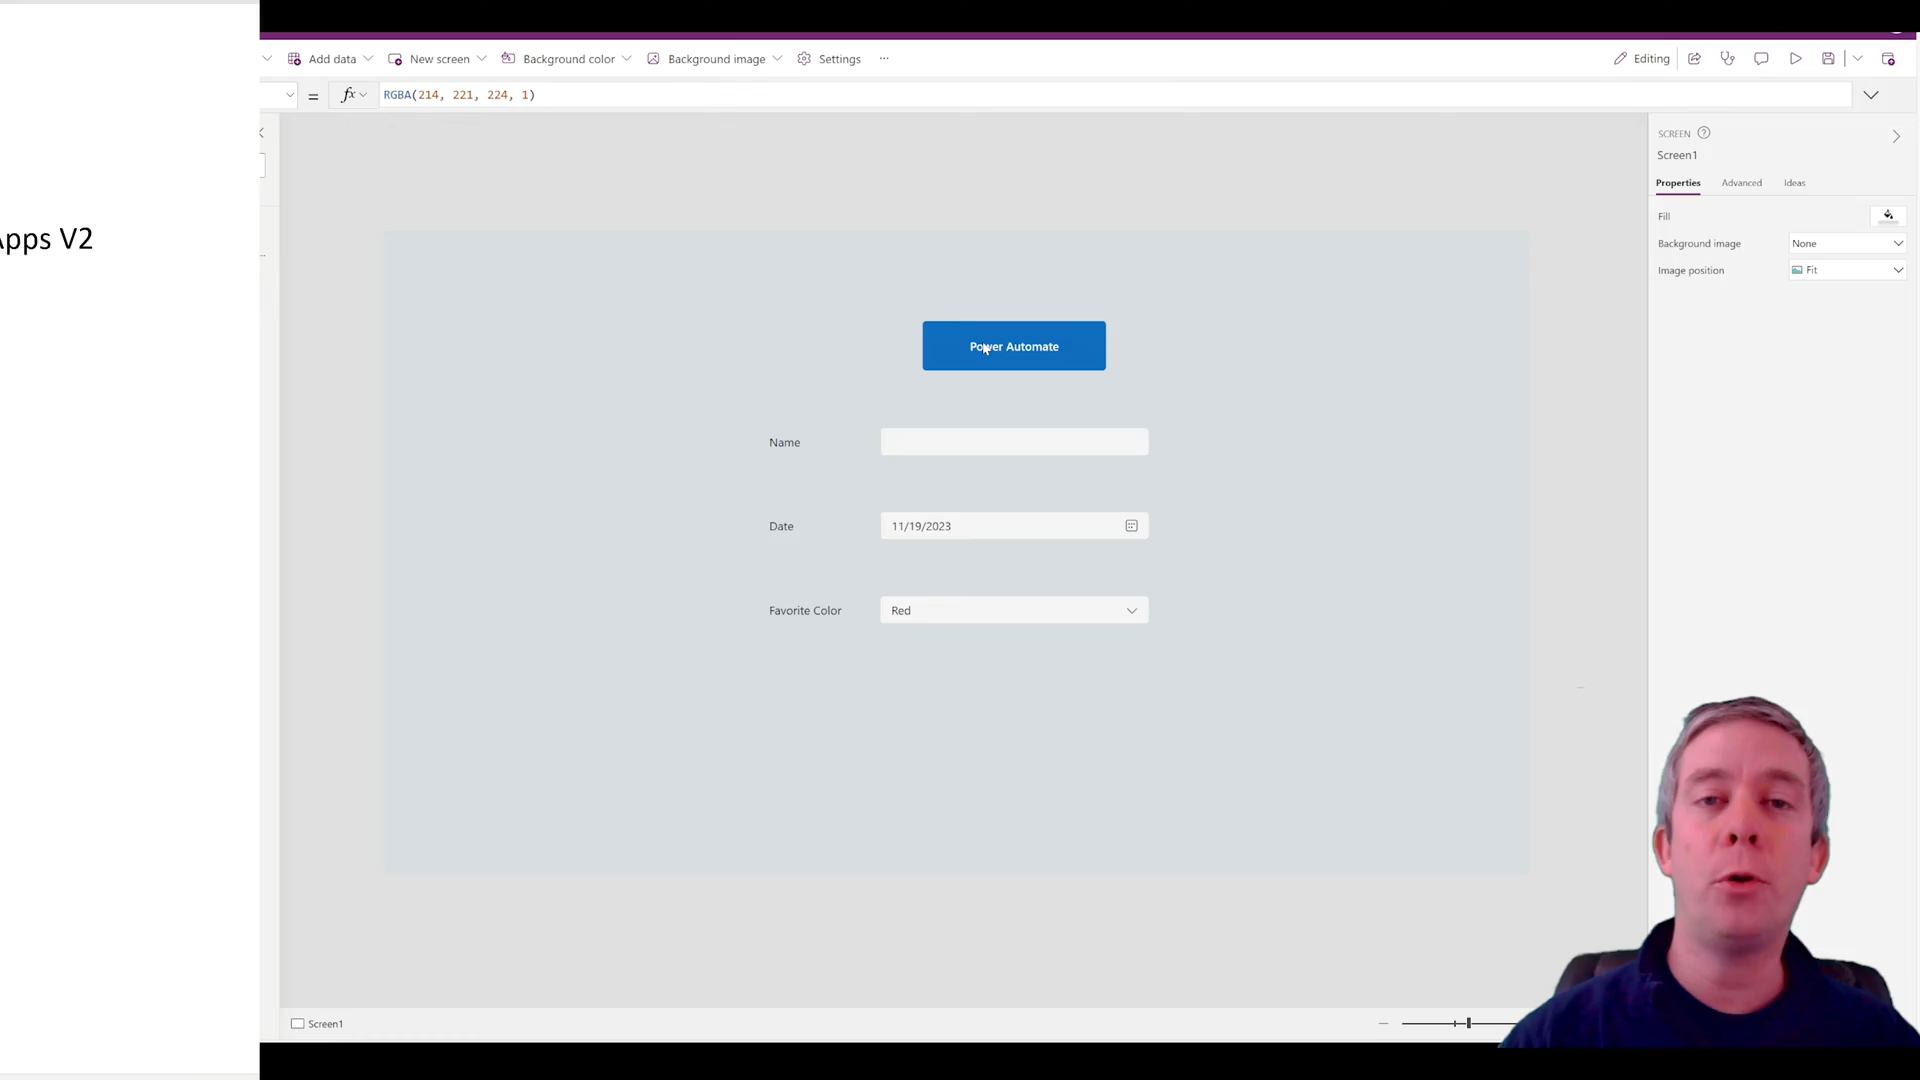 Apps V2
Add data
New screen
Background color
Background image
Settings
...
Editing
= fx
RGBA(214, 221, 224, 1)
SCREEN
Screen1
Properties
Advanced
Ideas
Fill
Background image
None
Image position
Fit
Power Automate
Name
Date
11/19/2023
Favorite Color
Red
Screen1